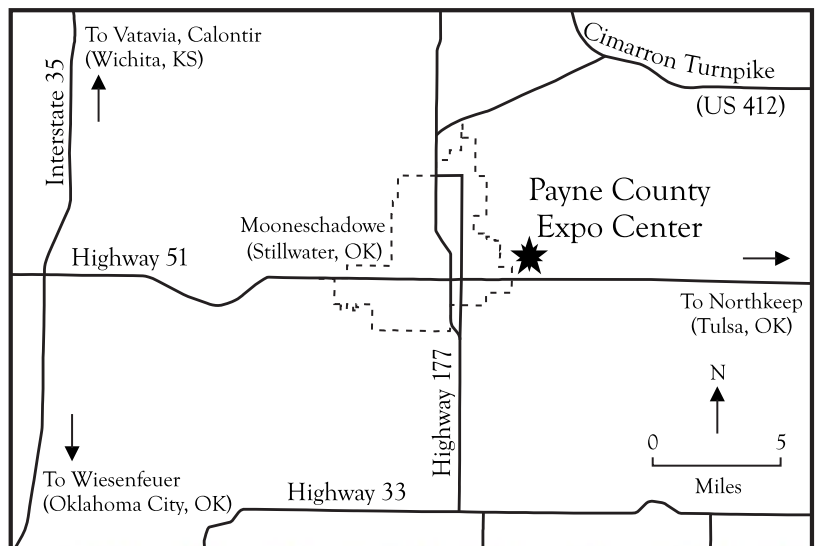 To Vatavia, Calontir
(Wichita, KS)
Interstate 35
Cimarron Turnpike
(US 412)
Payne County
Expo Center
Mooneschadowe
(Stillwater, OK)
Highway 51
To Northkeep
(Tulsa, OK)
Highway 177
N
0 5
Miles
To Wiesenfeuer
(Oklahoma City, OK)
Highway 33